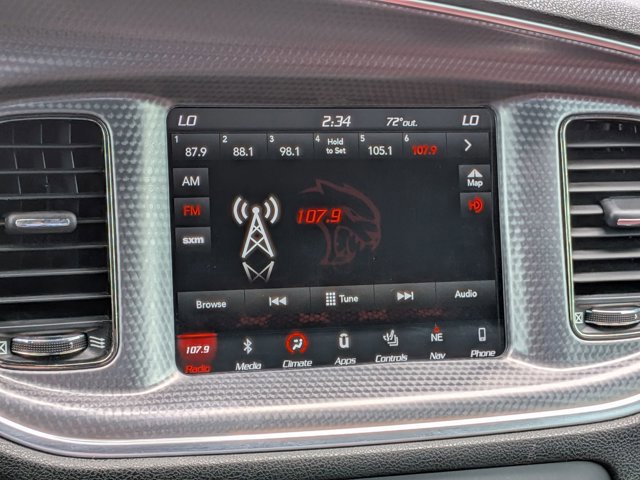 LO 2:34 72°out. LO
1 2 3 4 5 6
87.9 88.1 98.1 Hold to Set 105.1 107.9
AM
Map
FM
107.9
sxm
Browse Tune Audio
107.9 NE
Radio Media Climate Apps Controls Nav Phone